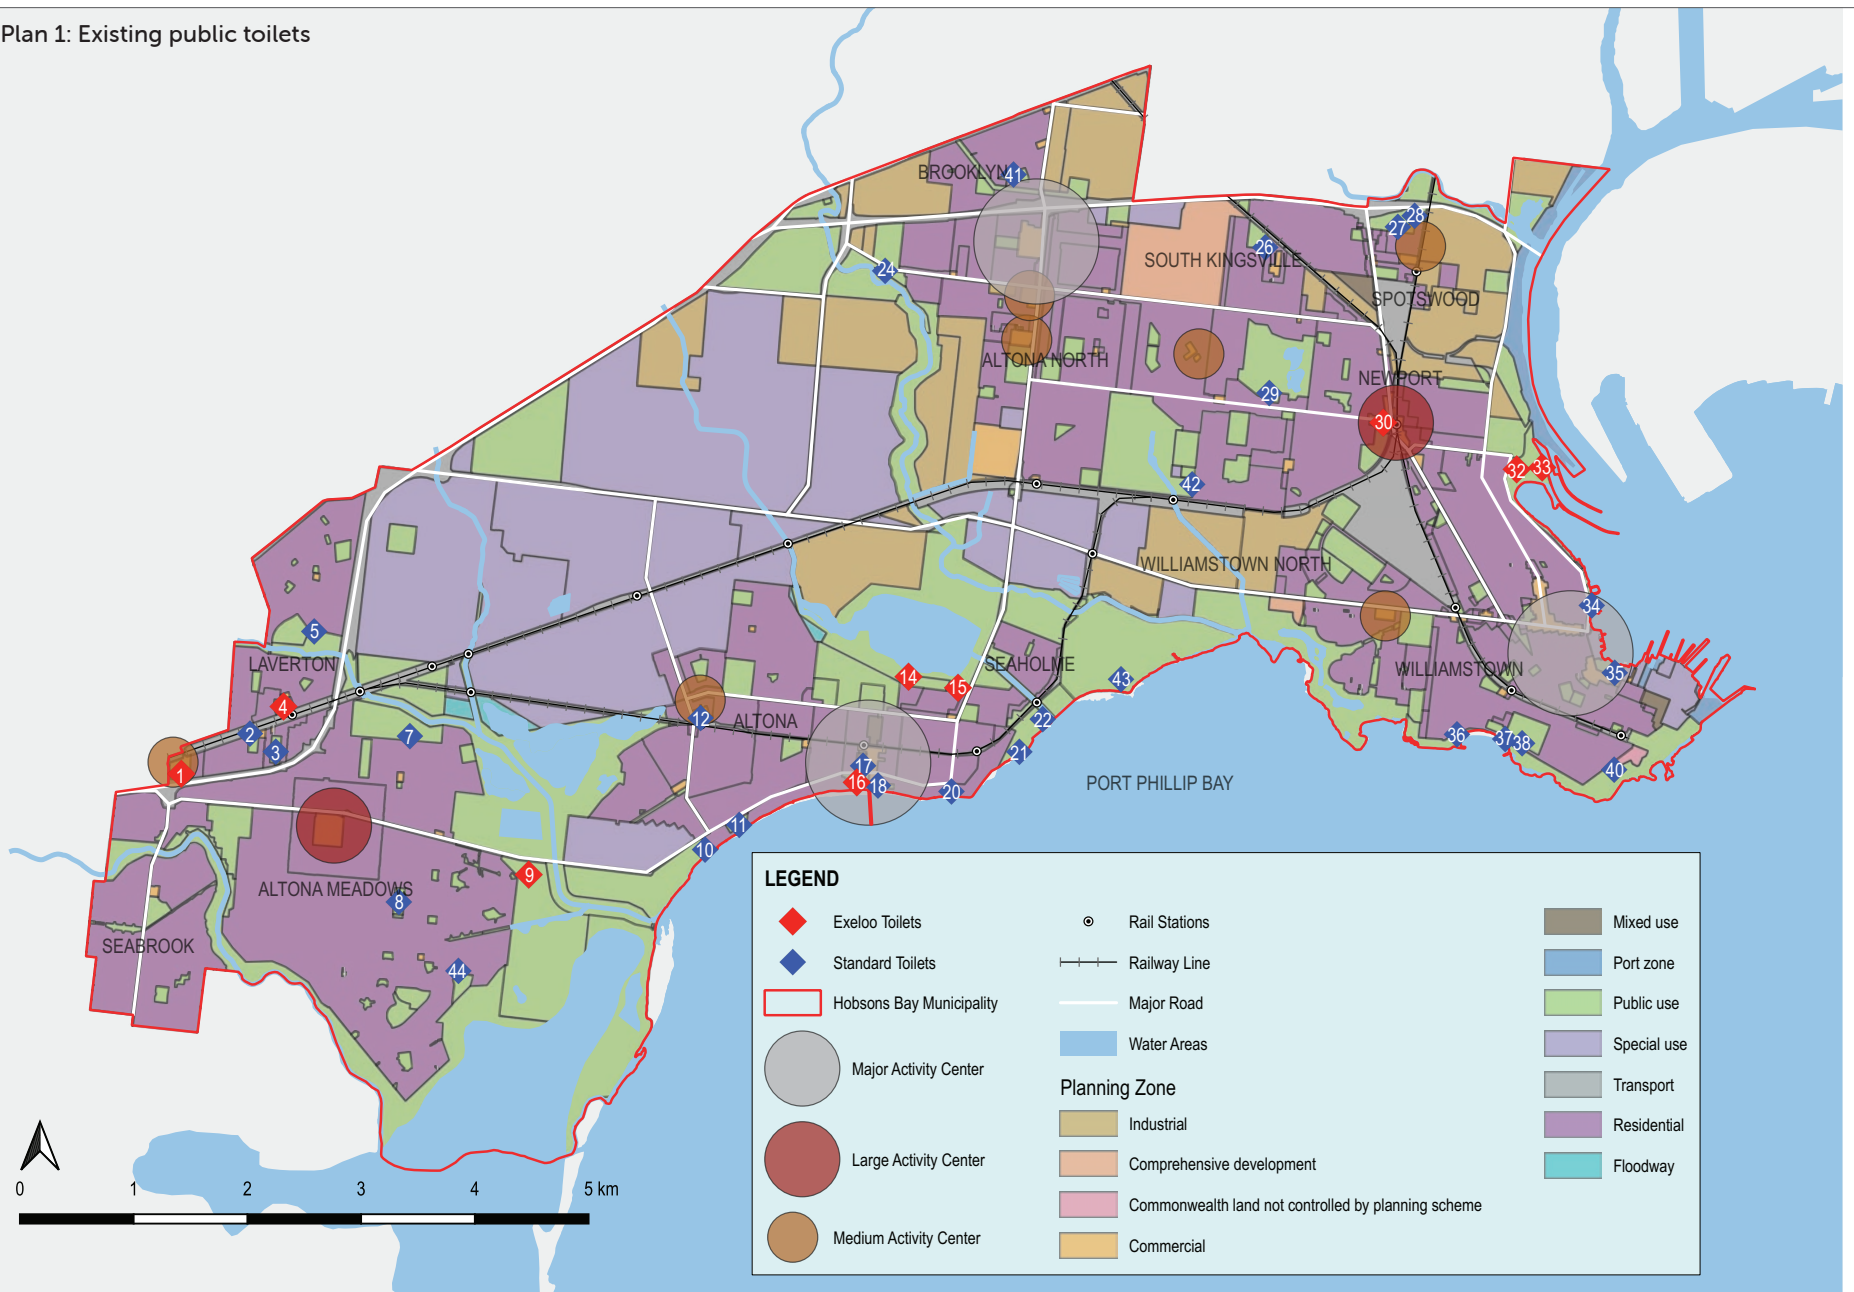 Plan 1: Existing public toilets
BROOKLYN
41
28
27
26
SOUTH KINGSVILLE
24
SPOTSWOOD
ALTONA NORTH
NEWPORT
29
30
32
33
42
WILLIAMSTOWN NORTH
34
5
LAVERTON
SEAHOLME
WILLIAMSTOWN
35
14
15
43
4
12
ALTONA
22
2
3
7
36
37
38
21
1
17
16
18
20
40
PORT PHILLIP BAY
11
10
9
ALTONA MEADOWS
8
SEABROOK
44
0 1 2 3 4 5 km
LEGEND
Exeloo Toilets
Standard Toilets
Hobsons Bay Municipality
Major Activity Center
Large Activity Center
Medium Activity Center
Rail Stations
Railway Line
Major Road
Water Areas
Planning Zone
Industrial
Comprehensive development
Commonwealth land not controlled by planning scheme
Commercial
Mixed use
Port zone
Public use
Special use
Transport
Residential
Floodway